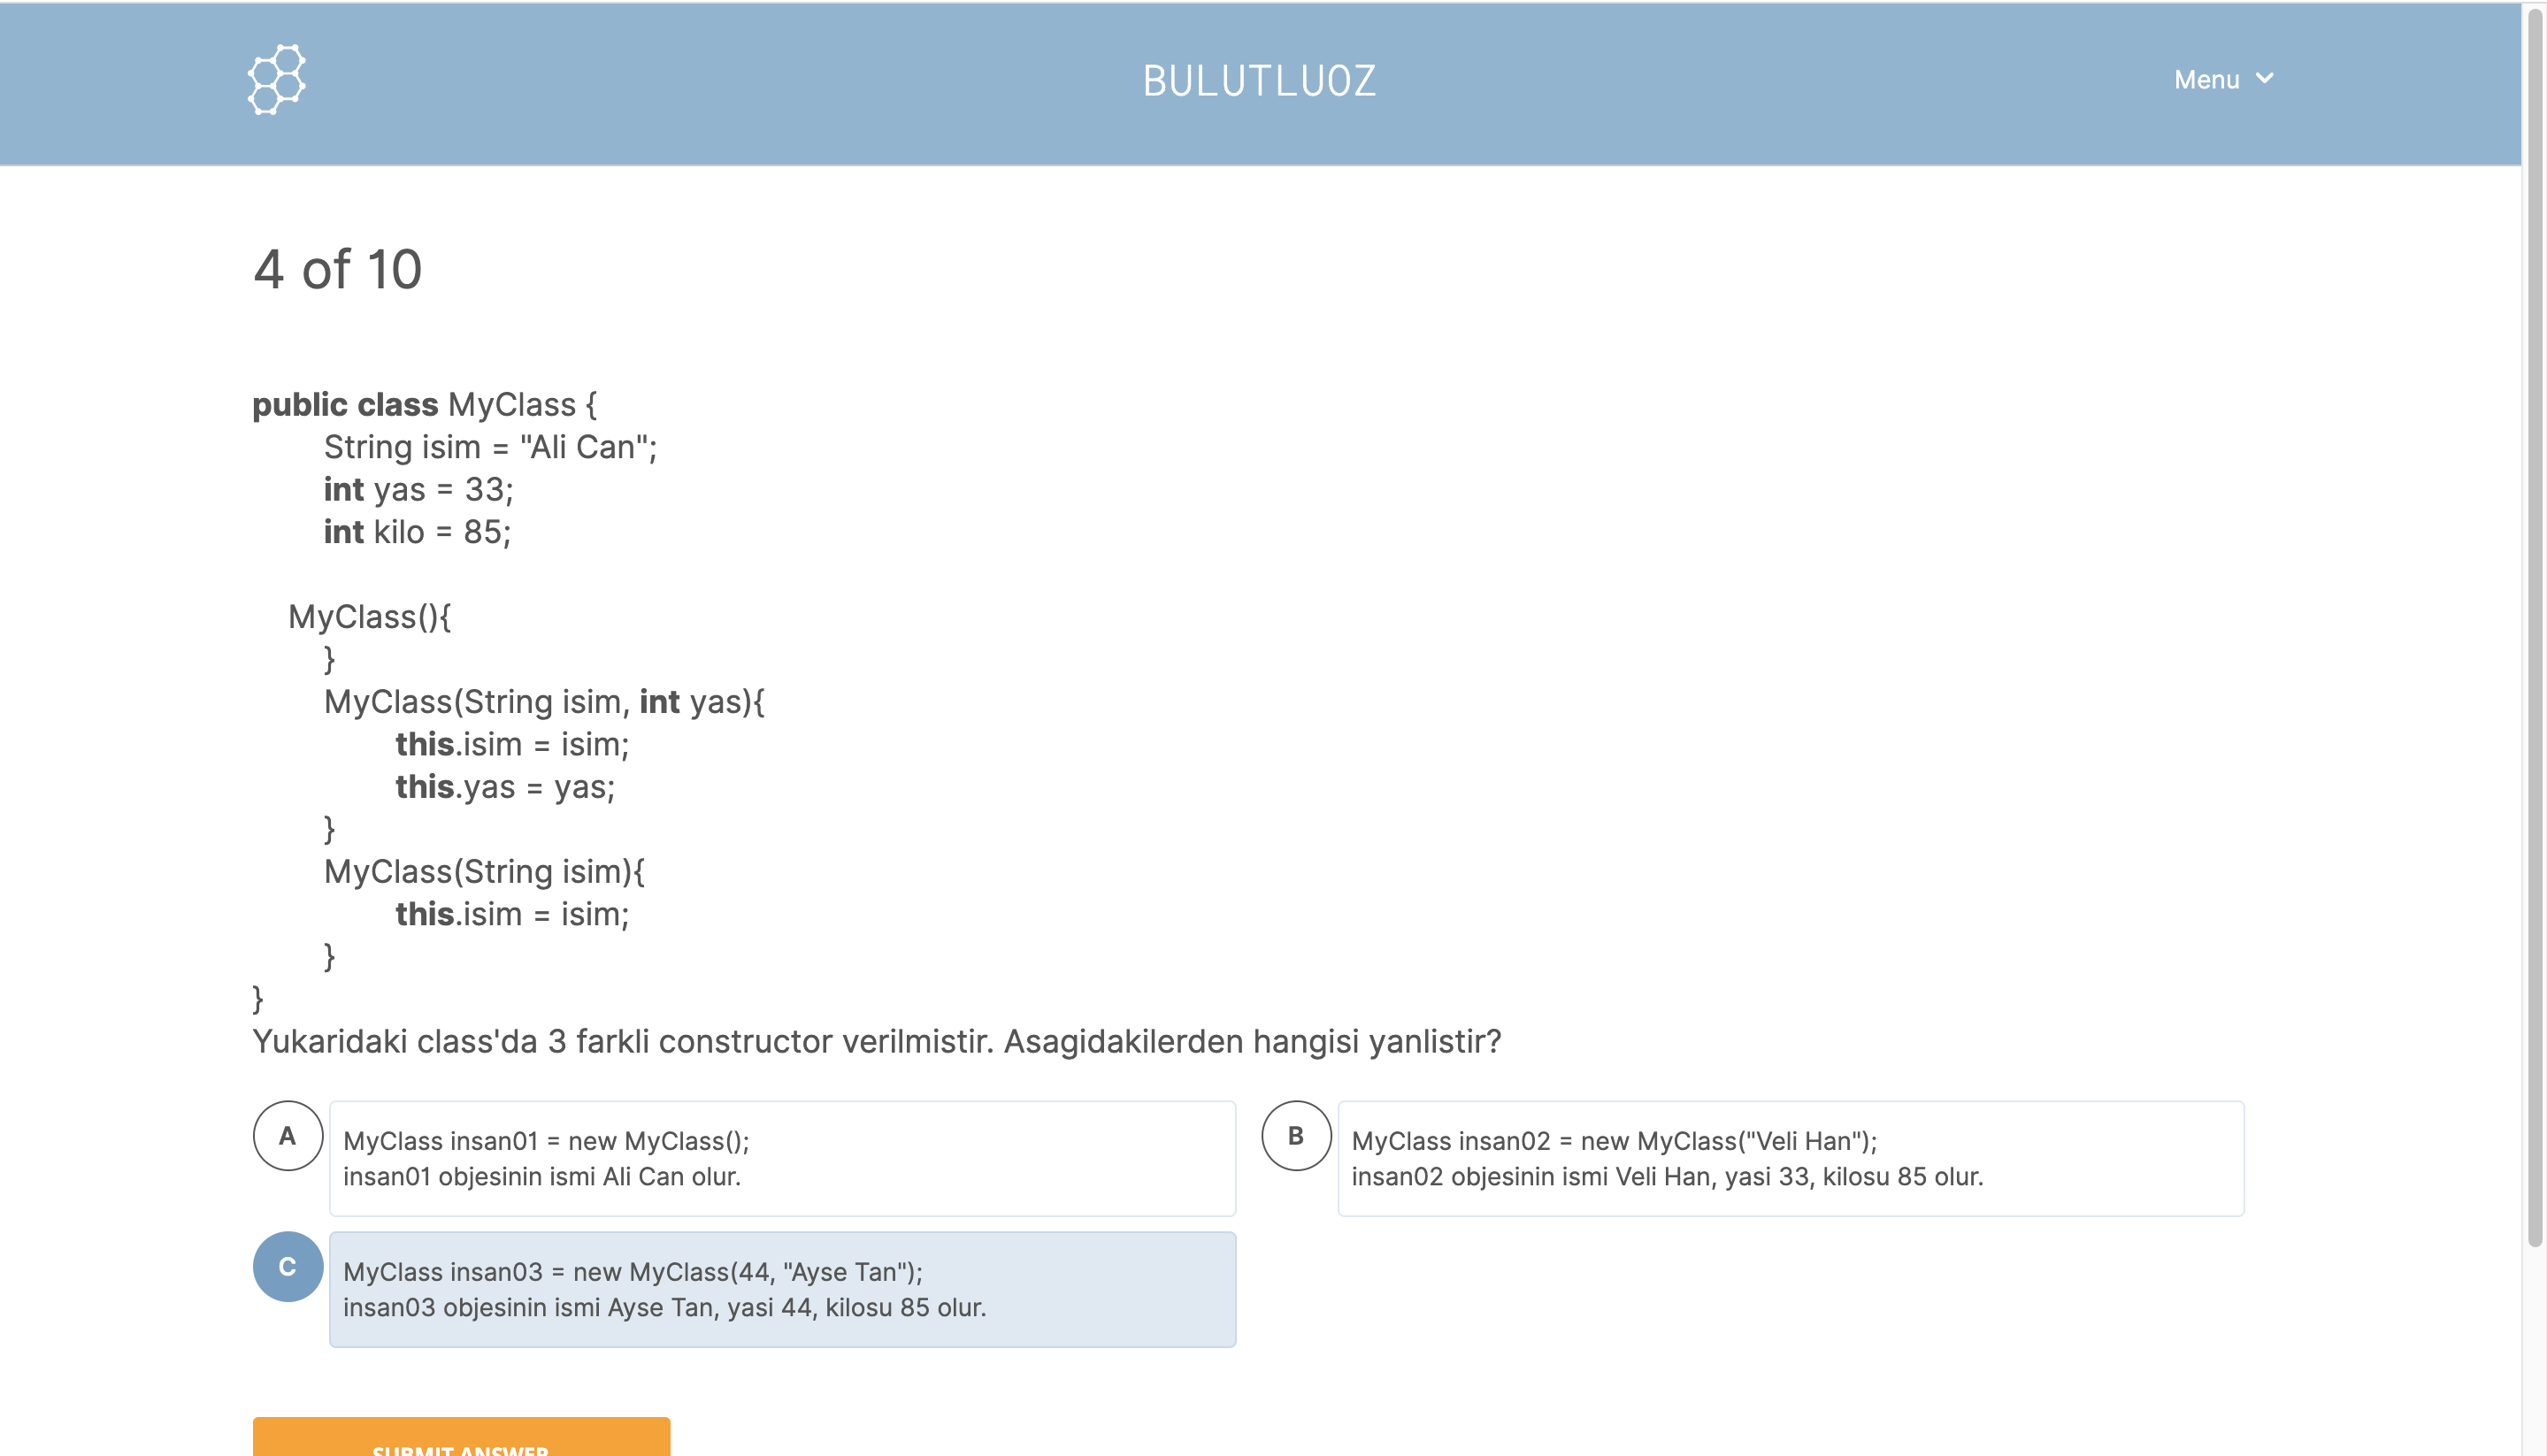 BULUTLUOZ
Menu
4 of 10
public class MyClass {
String isim = "Ali Can";
int yas = 33;
int kilo = 85;
MyClass(){
}
MyClass(String isim, int yas){
this.isim = isim;
this.yas = yas;
}
MyClass(String isim){
this.isim = isim;
}
}
Yukaridaki class'da 3 farkli constructor verilmistir. Asagidakilerden hangisi yanlistir?
A
MyClass insan01 = new MyClass();
insan01 objesinin ismi Ali Can olur.
B
MyClass insan02 = new MyClass("Veli Han");
insan02 objesinin ismi Veli Han, yasi 33, kilosu 85 olur.
C
MyClass insan03 = new MyClass(44, "Ayse Tan");
insan03 objesinin ismi Ayse Tan, yasi 44, kilosu 85 olur.
SUBMIT ANSWER